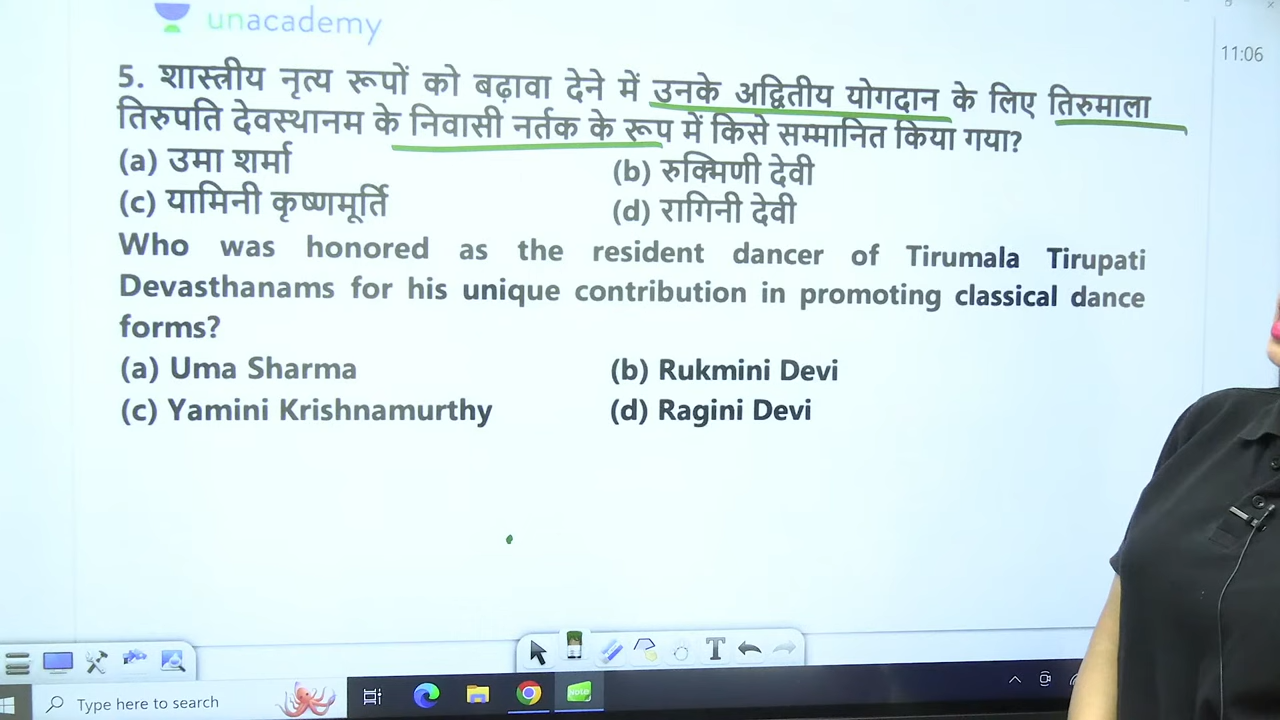 unacademy
11:06
5. शास्त्रीय नृत्य रूपों को बढ़ावा देने में उनके अद्वितीय योगदान के लिए तिरुमाला
तिरुपति देवस्थानम के निवासी नर्तक के रूप में किसे सम्मानित किया गया?
(a) उमा शर्मा (b) रुक्मिणी देवी
(c) यामिनी कृष्णमूर्ति (d) रागिनी देवी
Who was honored as the resident dancer of Tirumala Tirupati
Devasthanams for his unique contribution in promoting classical dance
forms?
(a) Uma Sharma (b) Rukmini Devi
(c) Yamini Krishnamurthy (d) Ragini Devi
T
Type here to search